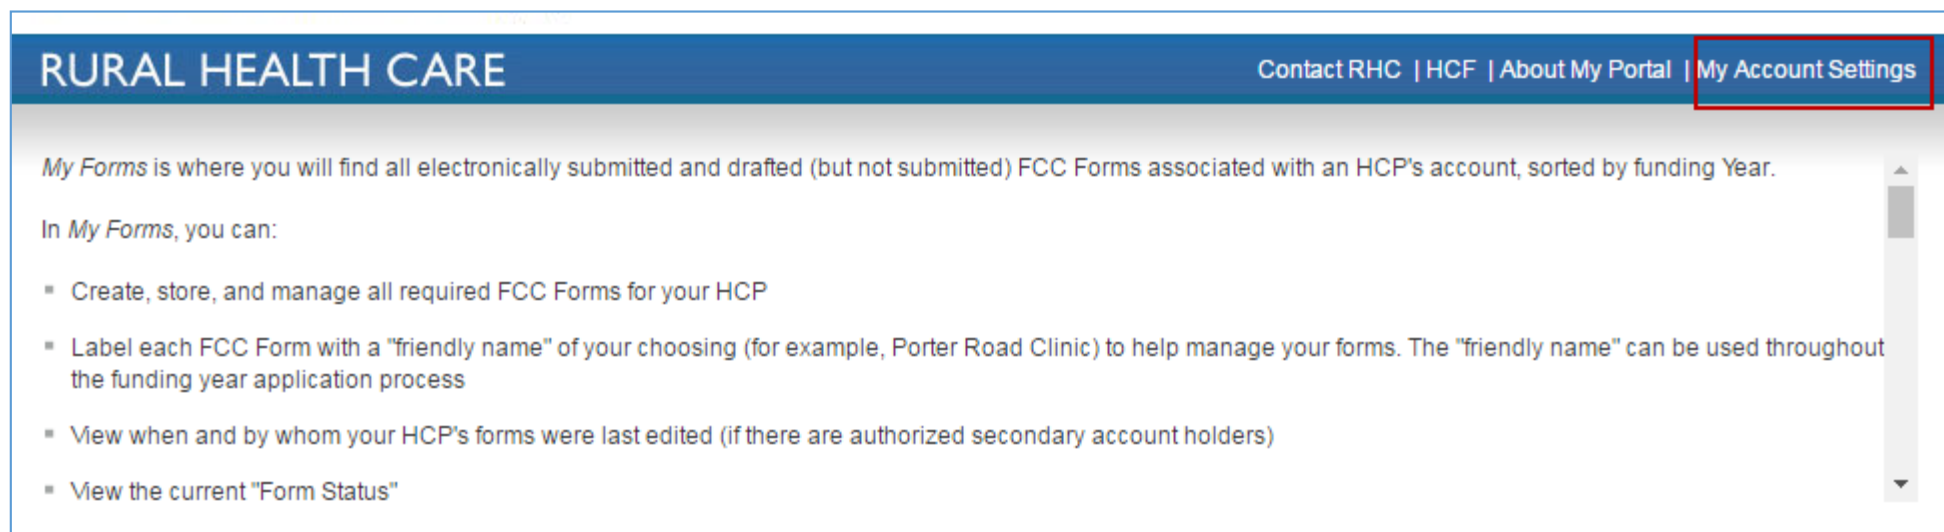 RURAL HEALTH CARE
Contact RHC | HCF | About My Portal | My Account Settings
My Forms is where you will find all electronically submitted and drafted (but not submitted) FCC Forms associated with an HCP's account, sorted by funding Year.
In My Forms, you can:
▪ Create, store, and manage all required FCC Forms for your HCP
▪ Label each FCC Form with a "friendly name" of your choosing (for example, Porter Road Clinic) to help manage your forms. The "friendly name" can be used throughout
the funding year application process
▪ View when and by whom your HCP's forms were last edited (if there are authorized secondary account holders)
▪ View the current "Form Status"